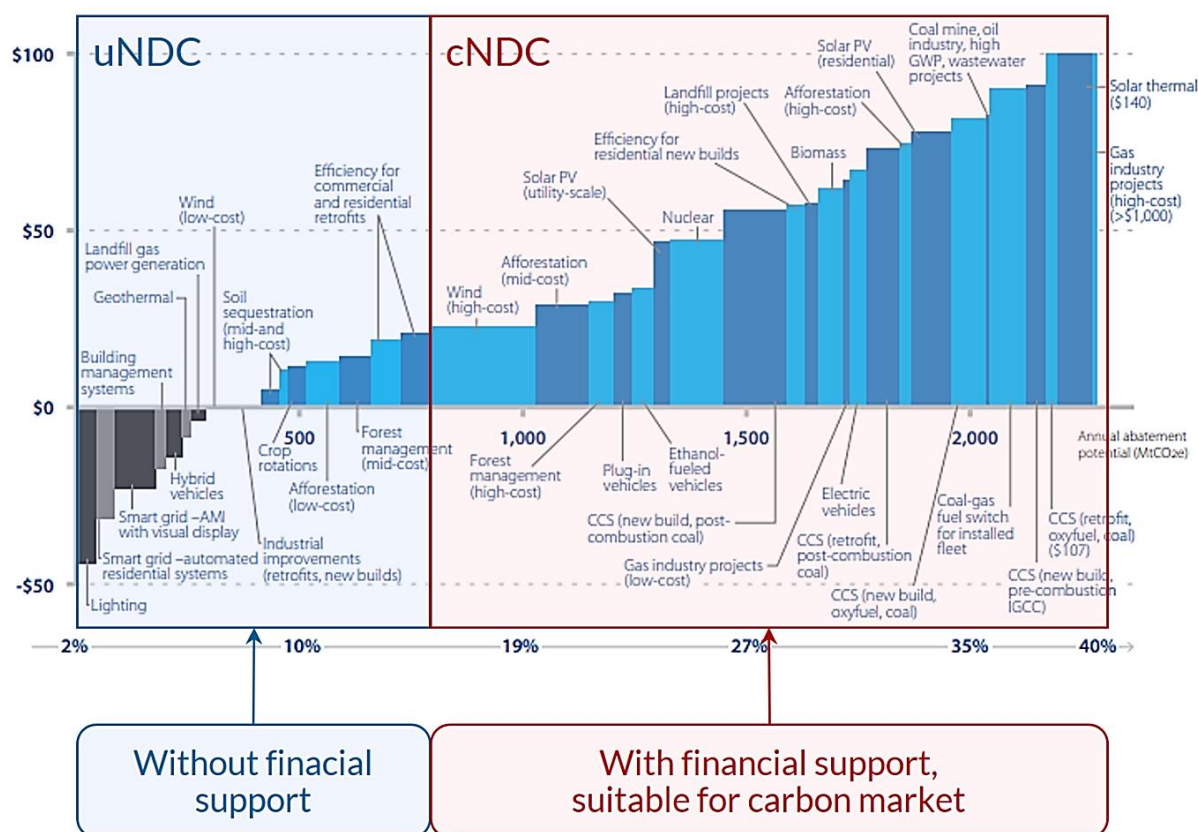 uNDC
cNDC
$100
$50
$0
-$50
Wind
(low-cost)
Landfill gas
power generation
Geothermal
Building
management
systems
Soil
sequestration
(mid-and
high-cost)
Efficiency for
commercial and
residential
retrofits
Wind
(high-cost)
Afforestation
(mid-cost)
Solar PV
(utility-scale)
Nuclear
Efficiency for
residential new builds
Landfill projects
(high-cost)
Biomass
Afforestation
(high-cost)
Solar PV
(residential)
Coal mine, oil
industry, high
GWP, wastewater
projects
Solar thermal
($140)
Gas
industry
projects
(high-cost)
(>$1,000)
500
1,000
1,500
2,000
Annual abatement
potential (MtCO2e)
Lighting
Smart grid –automated
residential systems
Smart grid –AMI
with visual display
Hybrid
vehicles
Industrial
improvements
(retrofits, new builds)
Crop
rotations
Afforestation
(low-cost)
Forest
management
(mid-cost)
Forest
management
(high-cost)
Plug-in
vehicles
Ethanol-
fueled
vehicles
CCS (new build, post-
combustion coal)
Gas industry projects
(low-cost)
Electric
vehicles
CCS (retrofit,
post-combustion
coal)
CCS (new build,
oxyfuel, coal)
Coal-gas
fuel switch
for installed
fleet
CCS (new build,
pre-combustion
IGCC)
CCS (retrofit,
oxyfuel, coal)
($107)
2%
10%
19%
27%
35%
40%
Without finacial
support
With financial support,
suitable for carbon market